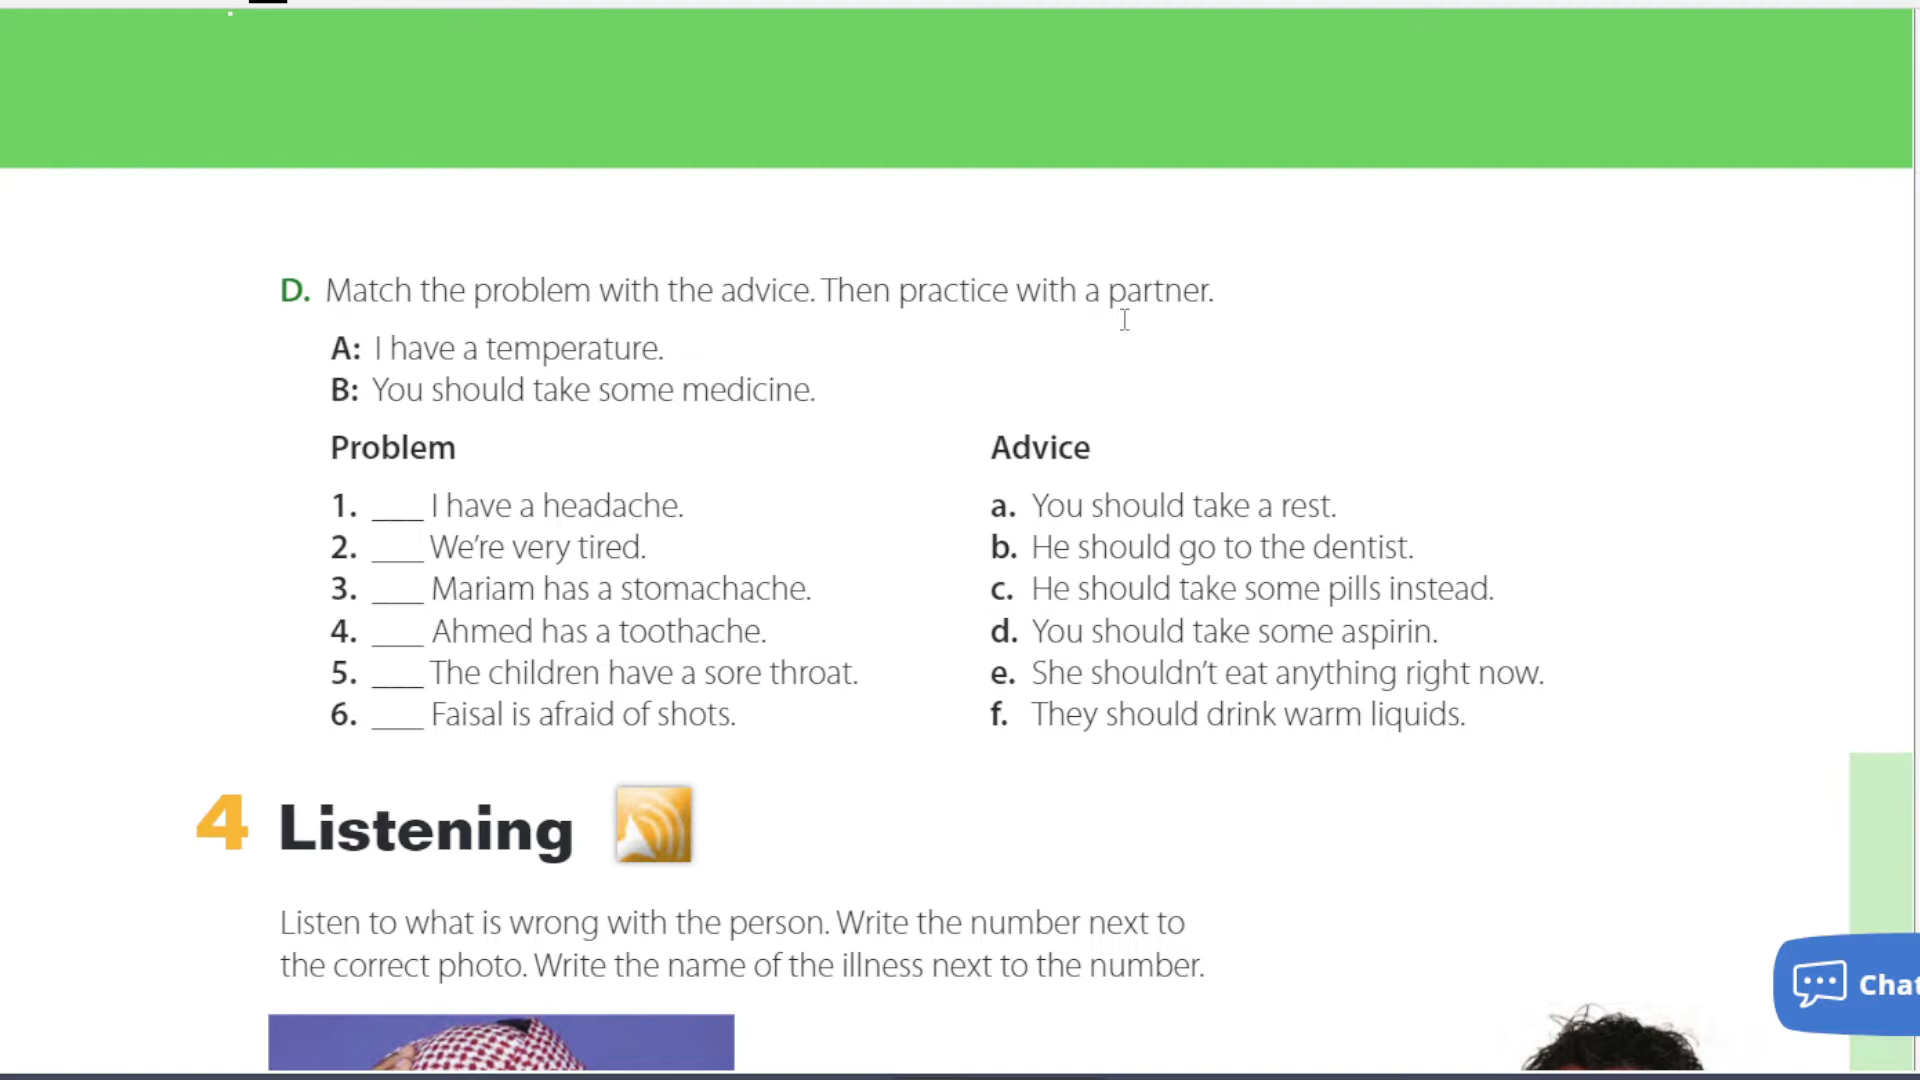 D. Match the problem with the advice. Then practice with a partner.
A: I have a temperature.
B: You should take some medicine.
Problem
1. ___ I have a headache.
2. ___ We're very tired.
3. ___ Mariam has a stomachache.
4. ___ Ahmed has a toothache.
5. ___ The children have a sore throat.
6. ___ Faisal is afraid of shots.
Advice
a. You should take a rest.
b. He should go to the dentist.
c. He should take some pills instead.
d. You should take some aspirin.
e. She shouldn't eat anything right now.
f. They should drink warm liquids.
4 Listening
Listen to what is wrong with the person. Write the number next to
the correct photo. Write the name of the illness next to the number.
Chat